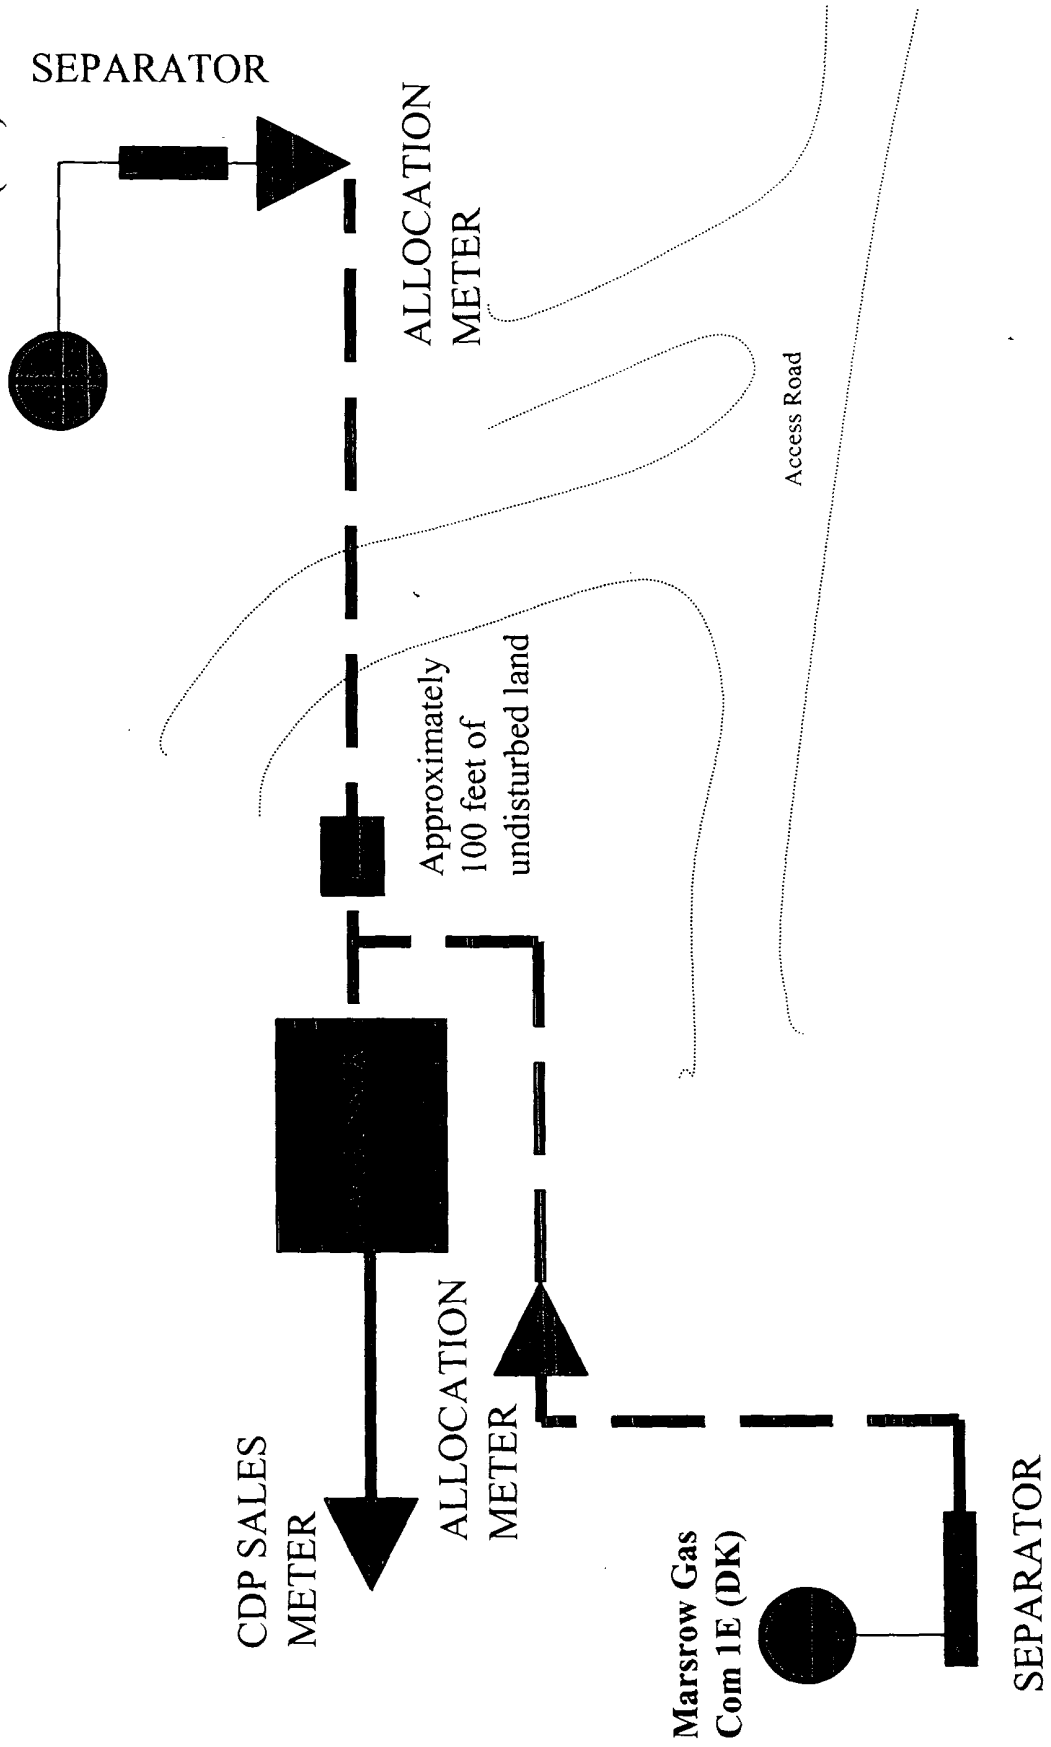 SEPARATOR
ALLOCATION
METER
Access Road
Approximately
100 feet of
undisturbed land
CDP SALES
METER
ALLOCATION
METER
Marsrow Gas
Com 1E (DK)
SEPARATOR